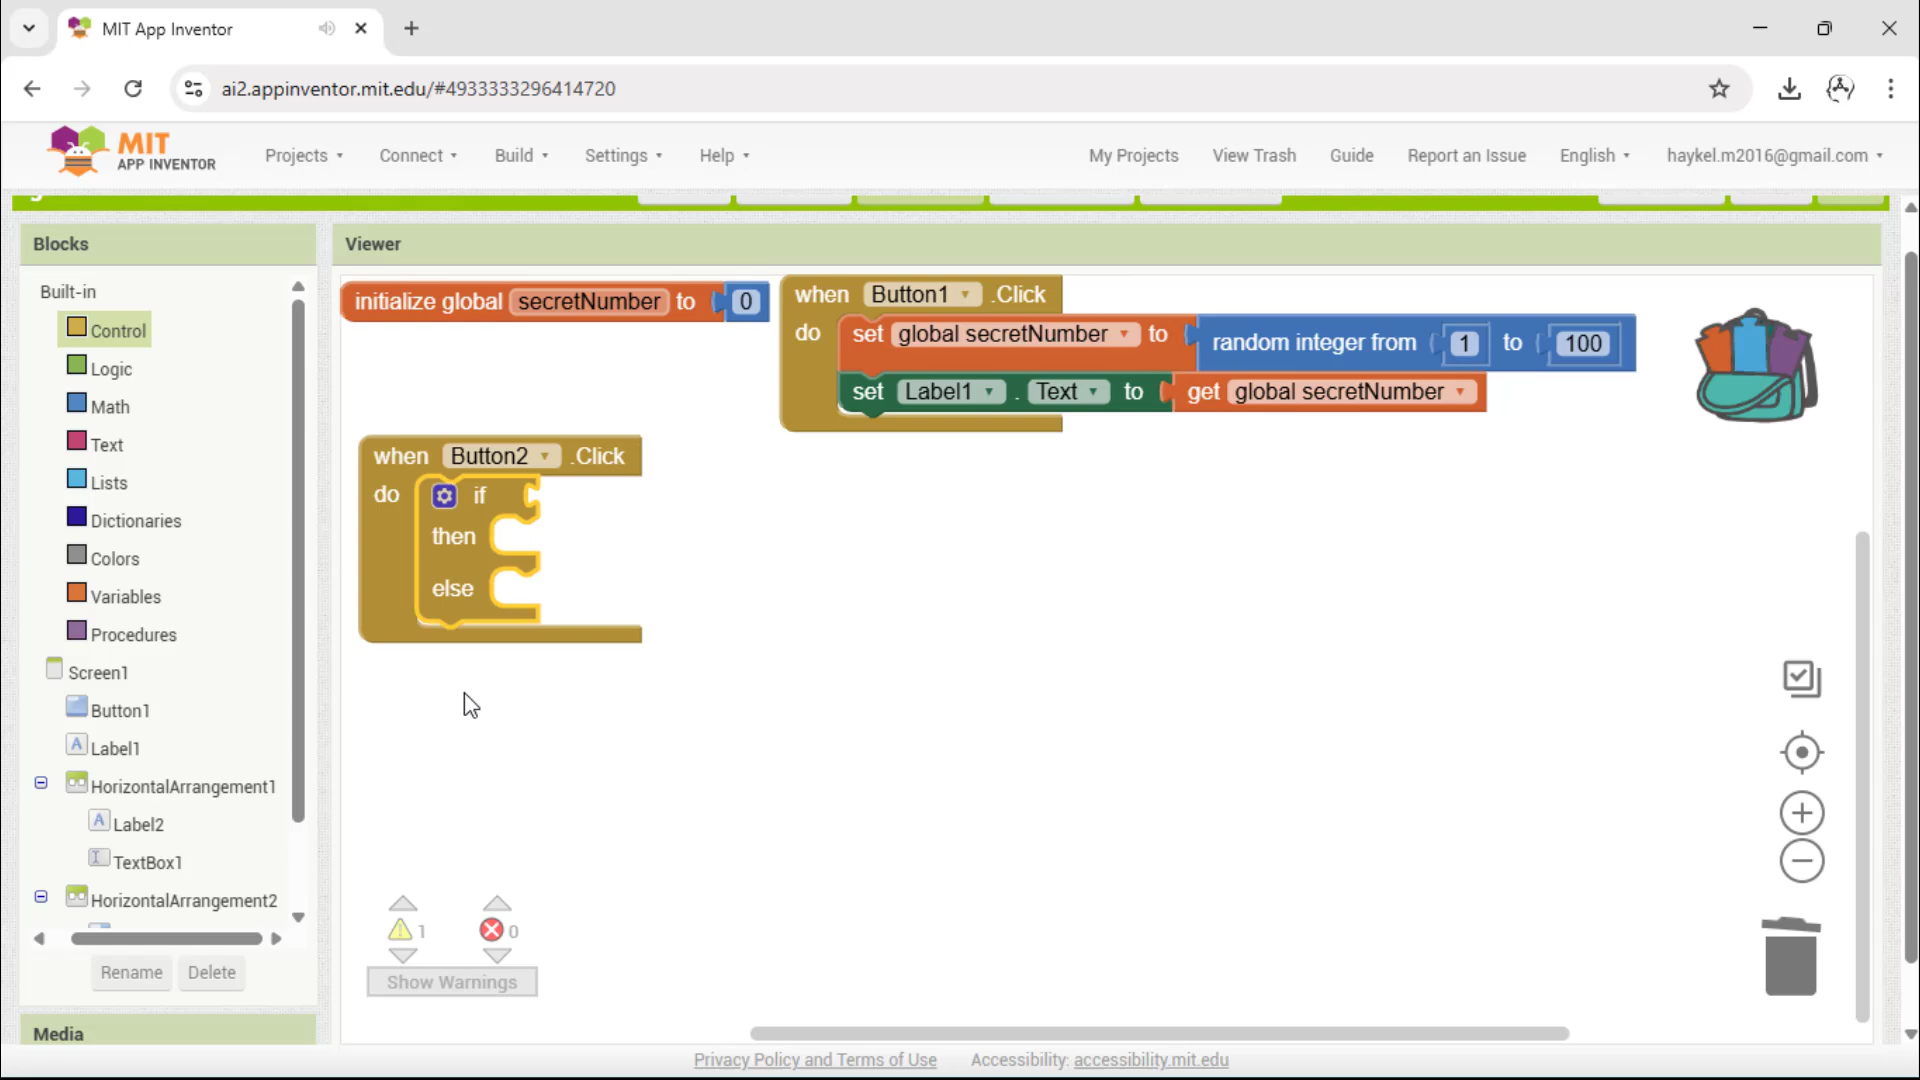 MIT App Inventor
ai2.appinventor.mit.edu/#4933333296414720
MIT
APP INVENTOR
Projects
Connect
Build
Settings
Help
My Projects
View Trash
Guide
Report an Issue
English
haykel.m2016@gmail.com
Blocks
Viewer
Built-in
Control
Logic
Math
Text
Lists
Dictionaries
Colors
Variables
Procedures
Screen1
Button1
Label1
HorizontalArrangement1
Label2
TextBox1
HorizontalArrangement2
Rename
Delete
Media
initialize global secretNumber to 0
when Button1 .Click
do set global secretNumber to random integer from 1 to 100
set Label1 . Text to get global secretNumber
when Button2 .Click
do if
then
else
1
0
Show Warnings
Privacy Policy and Terms of Use
Accessibility: accessibility.mit.edu